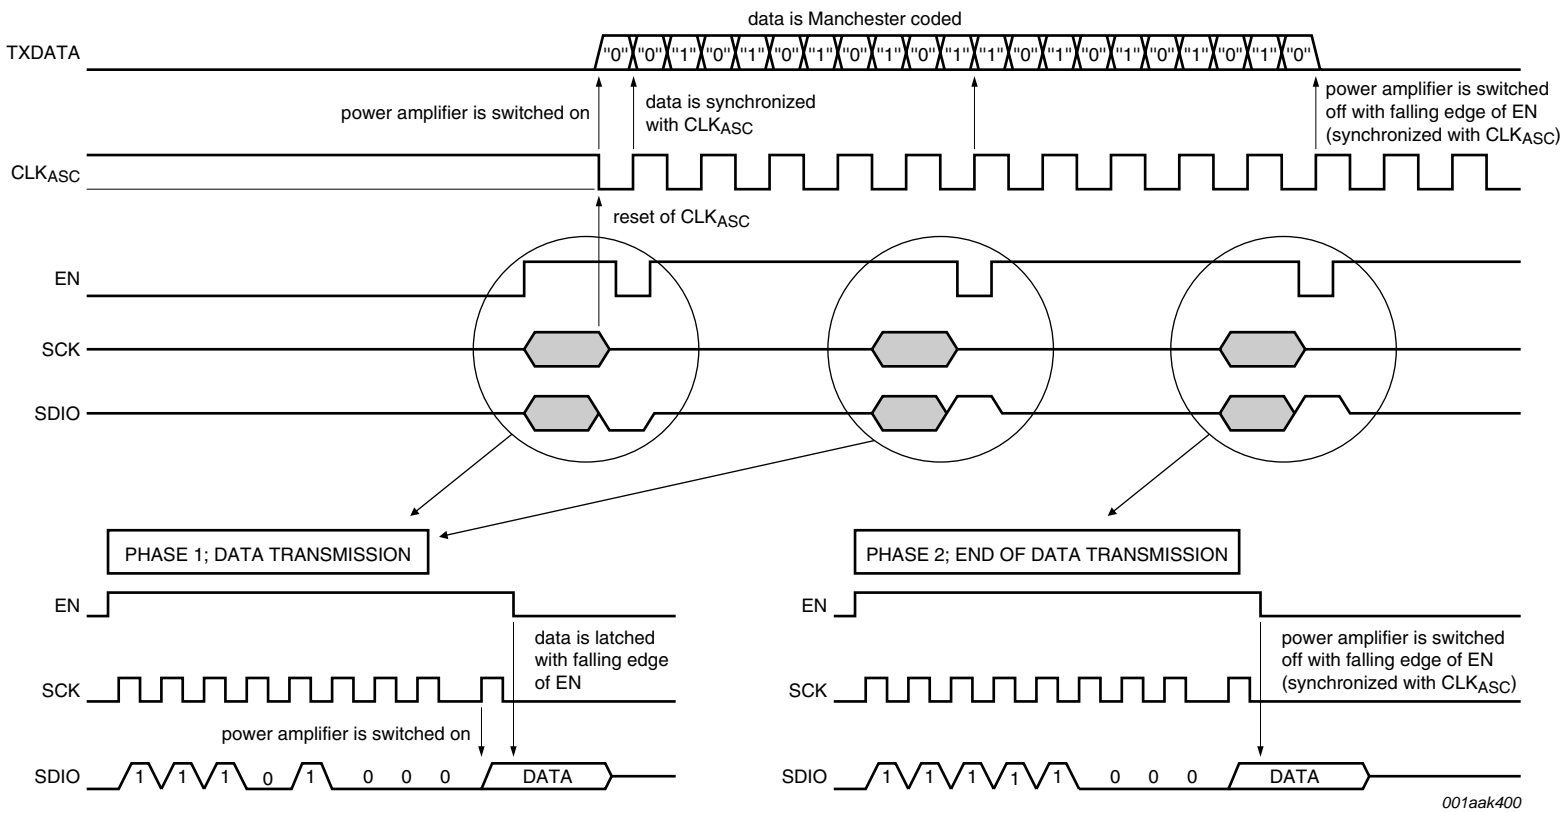 data is Manchester coded
TXDATA
"0" "0" "1" "0" "1" "0" "1" "0" "1" "0" "1" "1" "0" "1" "0" "1" "0" "1" "0" "1" "0"
power amplifier is switched on
data is synchronized
with CLKASC
power amplifier is switched
off with falling edge of EN
(synchronized with CLKASC)
CLKASC
reset of CLKASC
EN
SCK
SDIO
PHASE 1; DATA TRANSMISSION
EN
data is latched
with falling edge
of EN
SCK
power amplifier is switched on
SDIO
1 1 1 0 1 0 0 0 DATA
PHASE 2; END OF DATA TRANSMISSION
EN
power amplifier is switched
off with falling edge of EN
(synchronized with CLKASC)
SCK
SDIO
1 1 1 1 1 0 0 0 DATA
001aak400